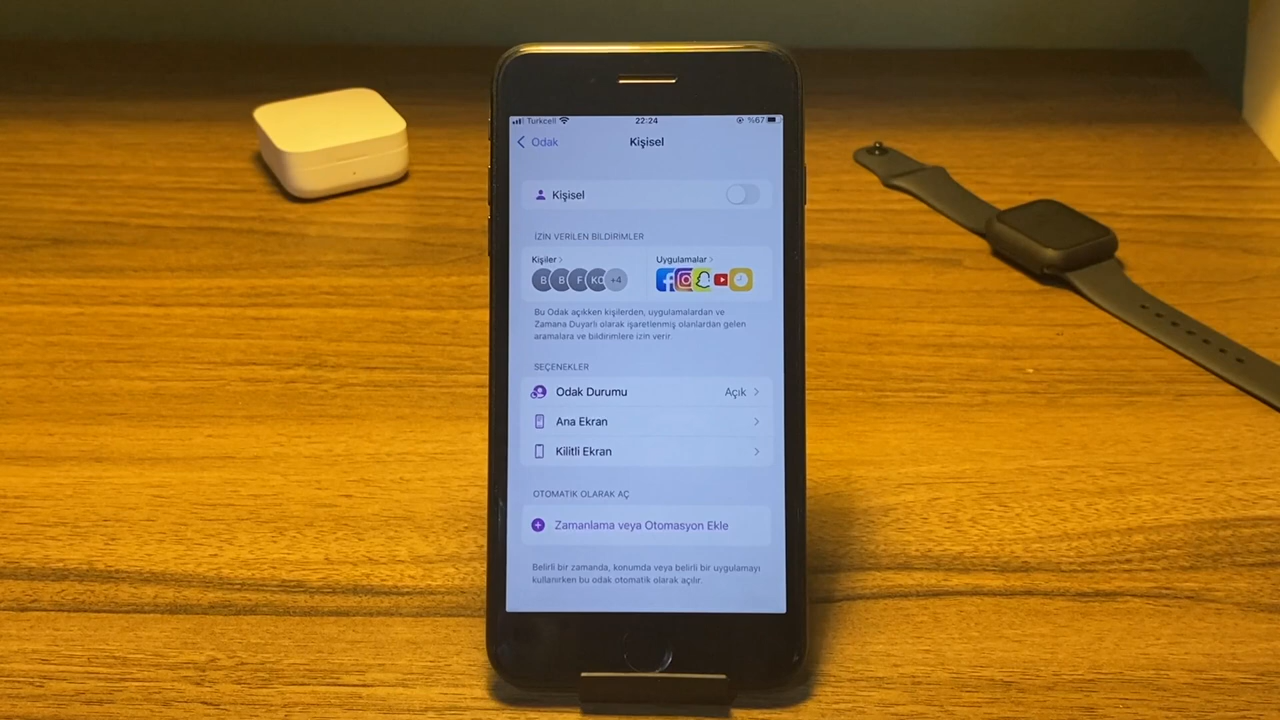 Turkcell 22:24 %67
Odak Kişisel
Kişisel
İZİN VERİLEN BİLDİRİMLER
Kişiler Uygulamalar
B B F KC +4
Bu Odak açıkken kişilerden, uygulamalardan ve
Zamana Duyarlı olarak işaretlenmiş olanlardan gelen
aramalara ve bildirimlere izin verir.
SEÇENEKLER
Odak Durumu Açık
Ana Ekran
Kilitli Ekran
OTOMATİK OLARAK AÇ
Zamanlama veya Otomasyon Ekle
Belirli bir zamanda, konumda veya belirli bir uygulamayı
kullanırken bu odak otomatik olarak açılır.